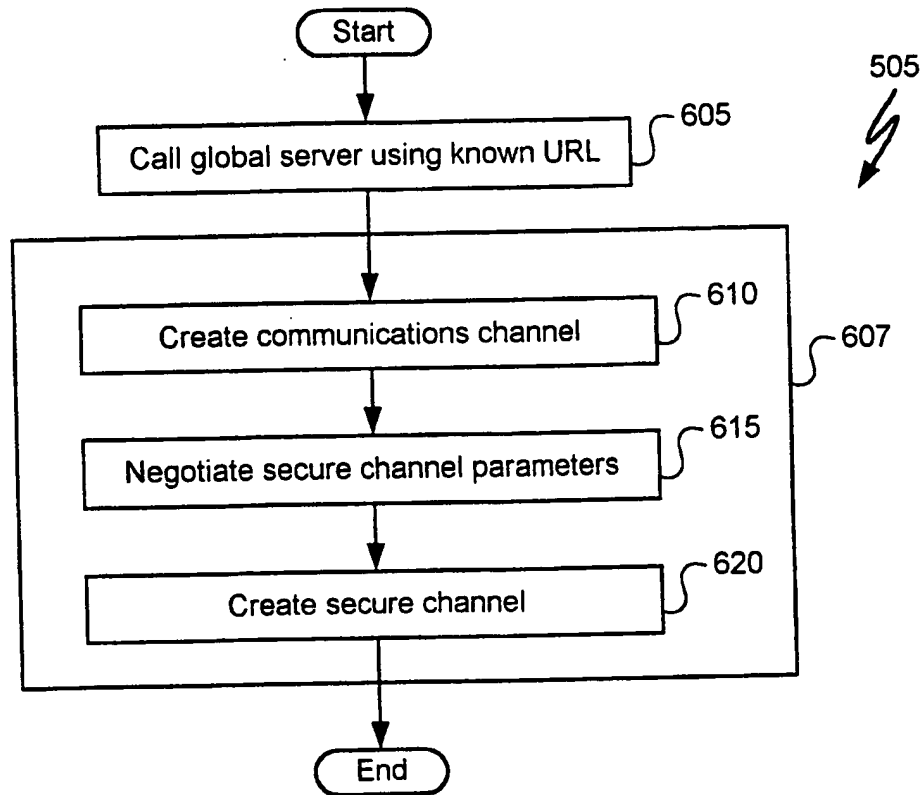 Start
505
Call global server using known URL
605
Create communications channel
610
607
Negotiate secure channel parameters
615
Create secure channel
620
End